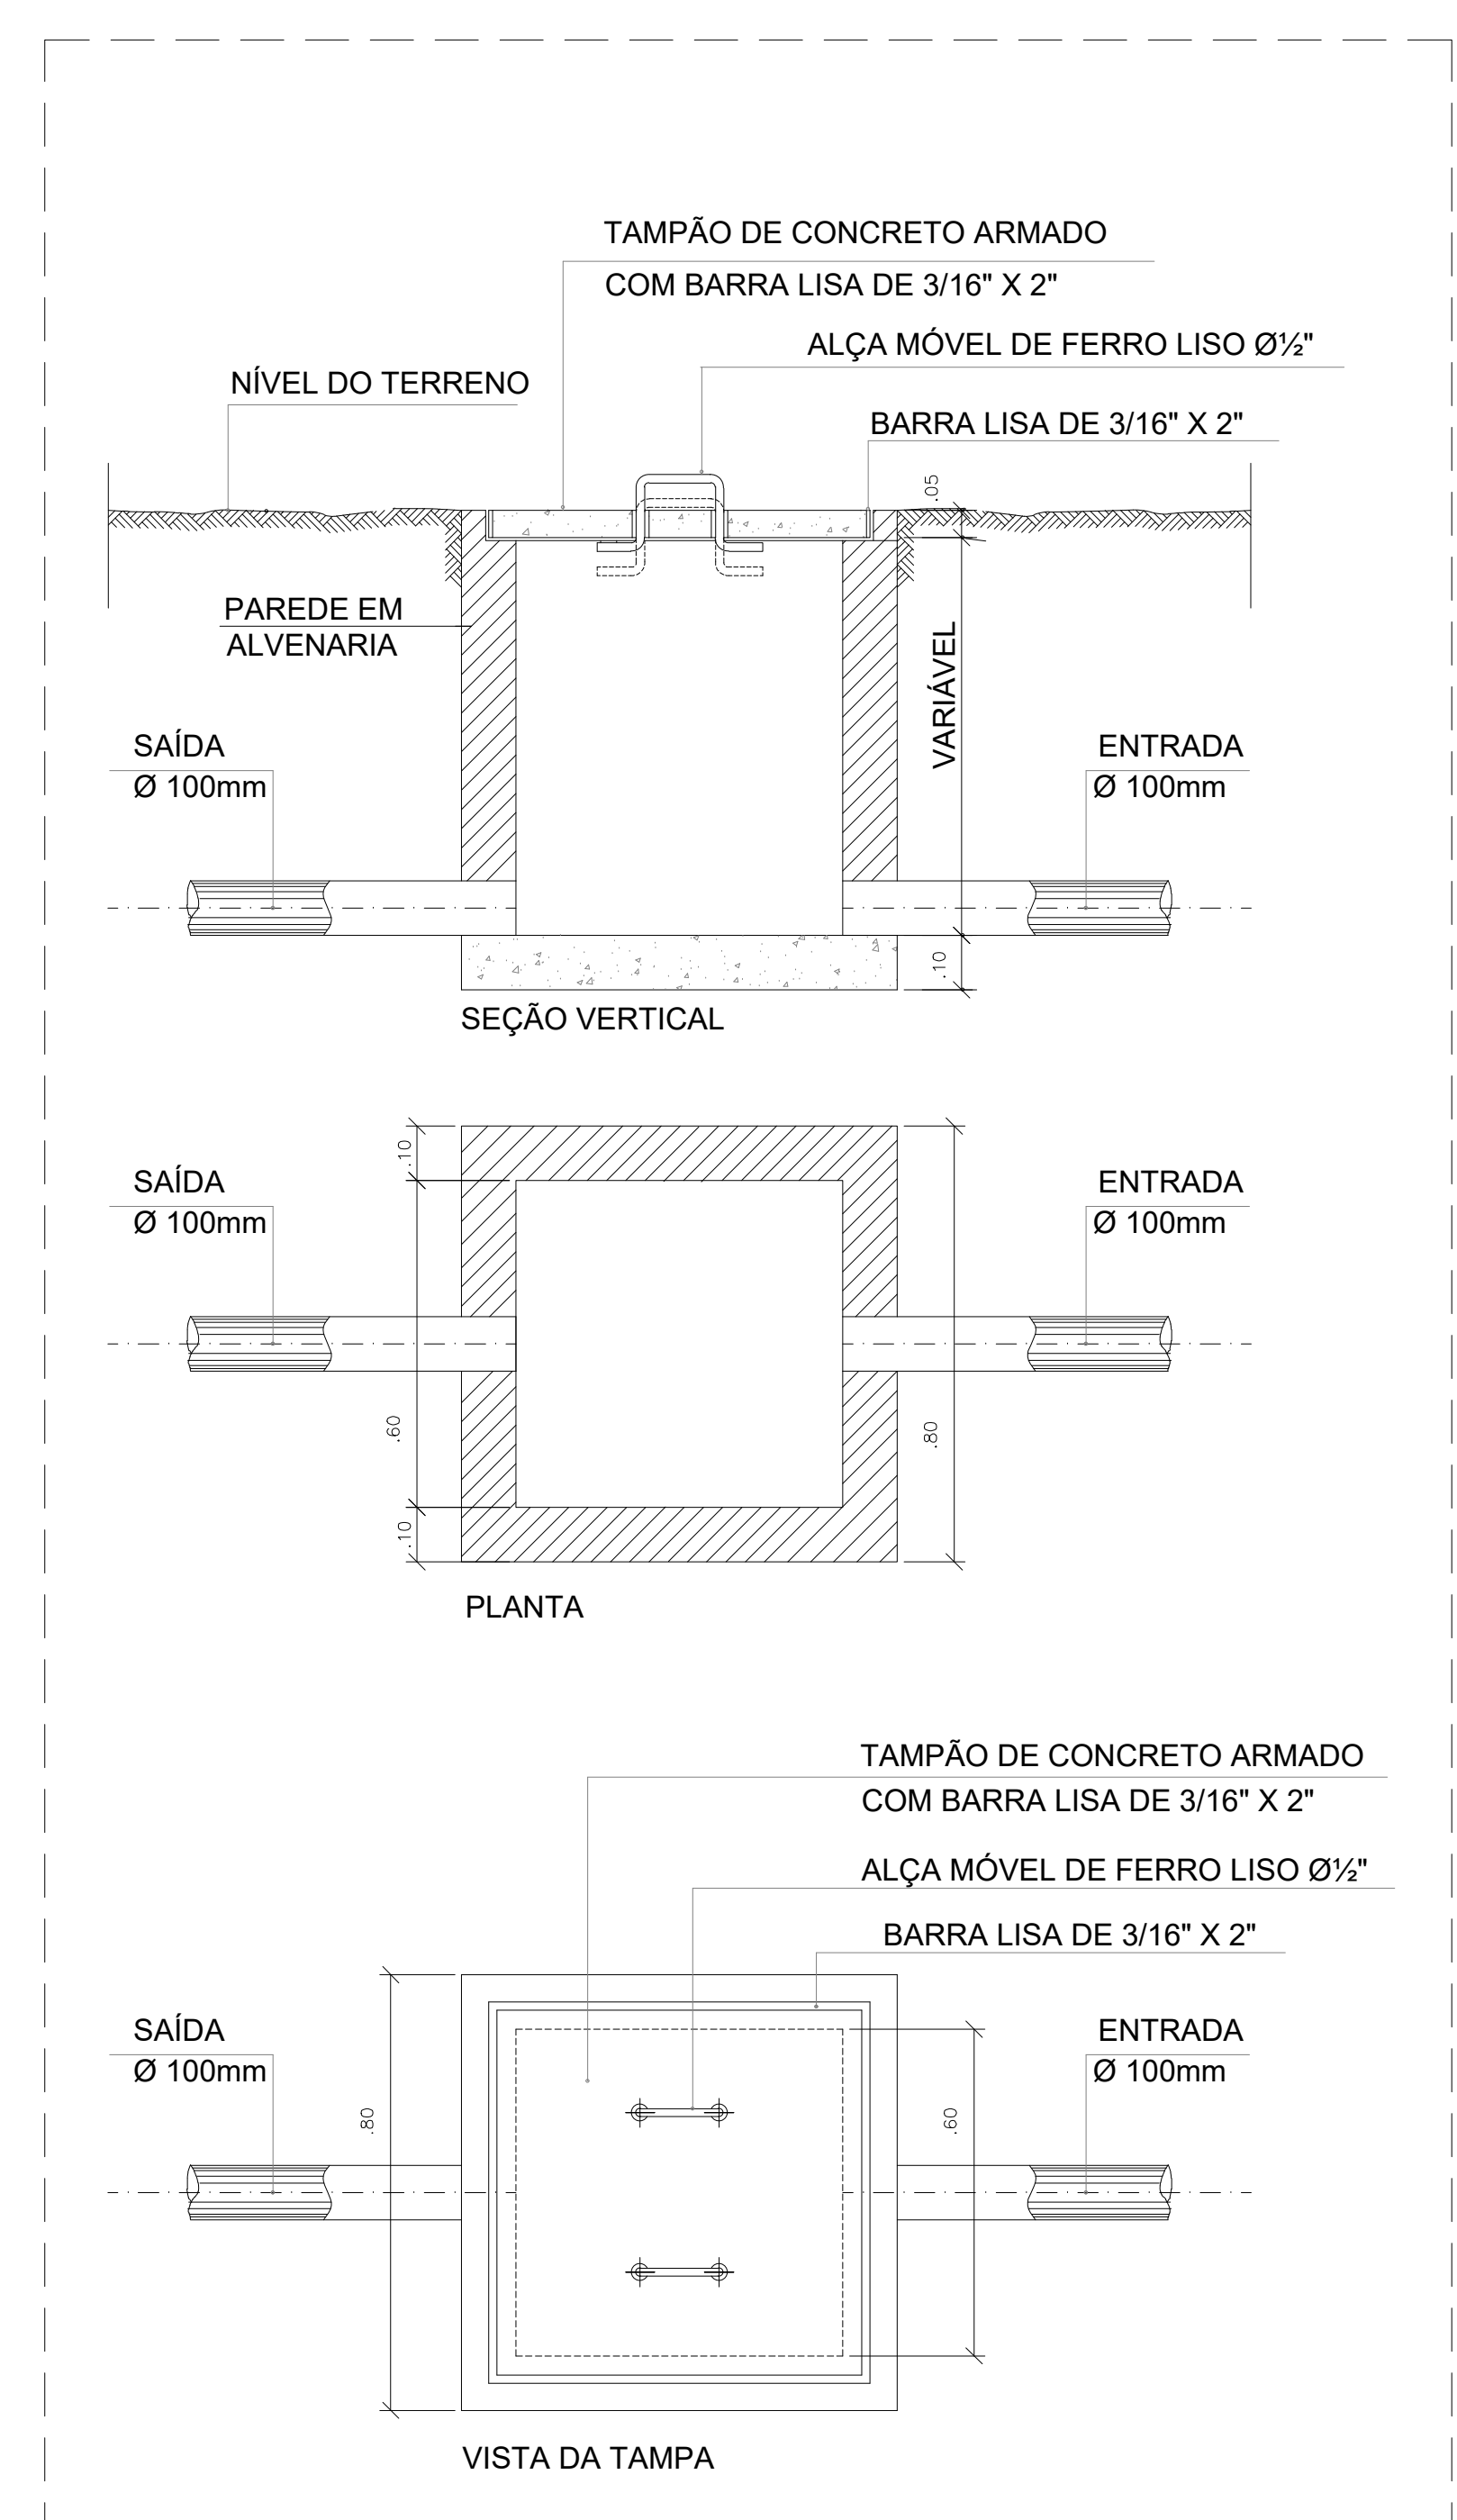 TAMPÃO DE CONCRETO ARMADO
COM BARRA LISA DE 3/16" X 2"
ALÇA MÓVEL DE FERRO LISO Ø½"
NÍVEL DO TERRENO
BARRA LISA DE 3/16" X 2"
.05
PAREDE EM
ALVENARIA
VARIÁVEL
SAÍDA
Ø 100mm
ENTRADA
Ø 100mm
.10
SEÇÃO VERTICAL
.10
SAÍDA
Ø 100mm
ENTRADA
Ø 100mm
.60
.80
.10
PLANTA
TAMPÃO DE CONCRETO ARMADO
COM BARRA LISA DE 3/16" X 2"
ALÇA MÓVEL DE FERRO LISO Ø½"
BARRA LISA DE 3/16" X 2"
SAÍDA
Ø 100mm
ENTRADA
Ø 100mm
.80
.60
VISTA DA TAMPA